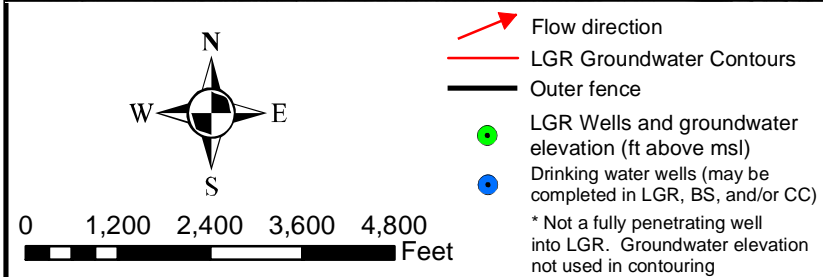 N
W
E
S
0 1,200 2,400 3,600 4,800
Feet
Flow direction
LGR Groundwater Contours
Outer fence
LGR Wells and groundwater
elevation (ft above msl)
Drinking water wells (may be
completed in LGR, BS, and/or CC)
* Not a fully penetrating well
into LGR.  Groundwater elevation
not used in contouring